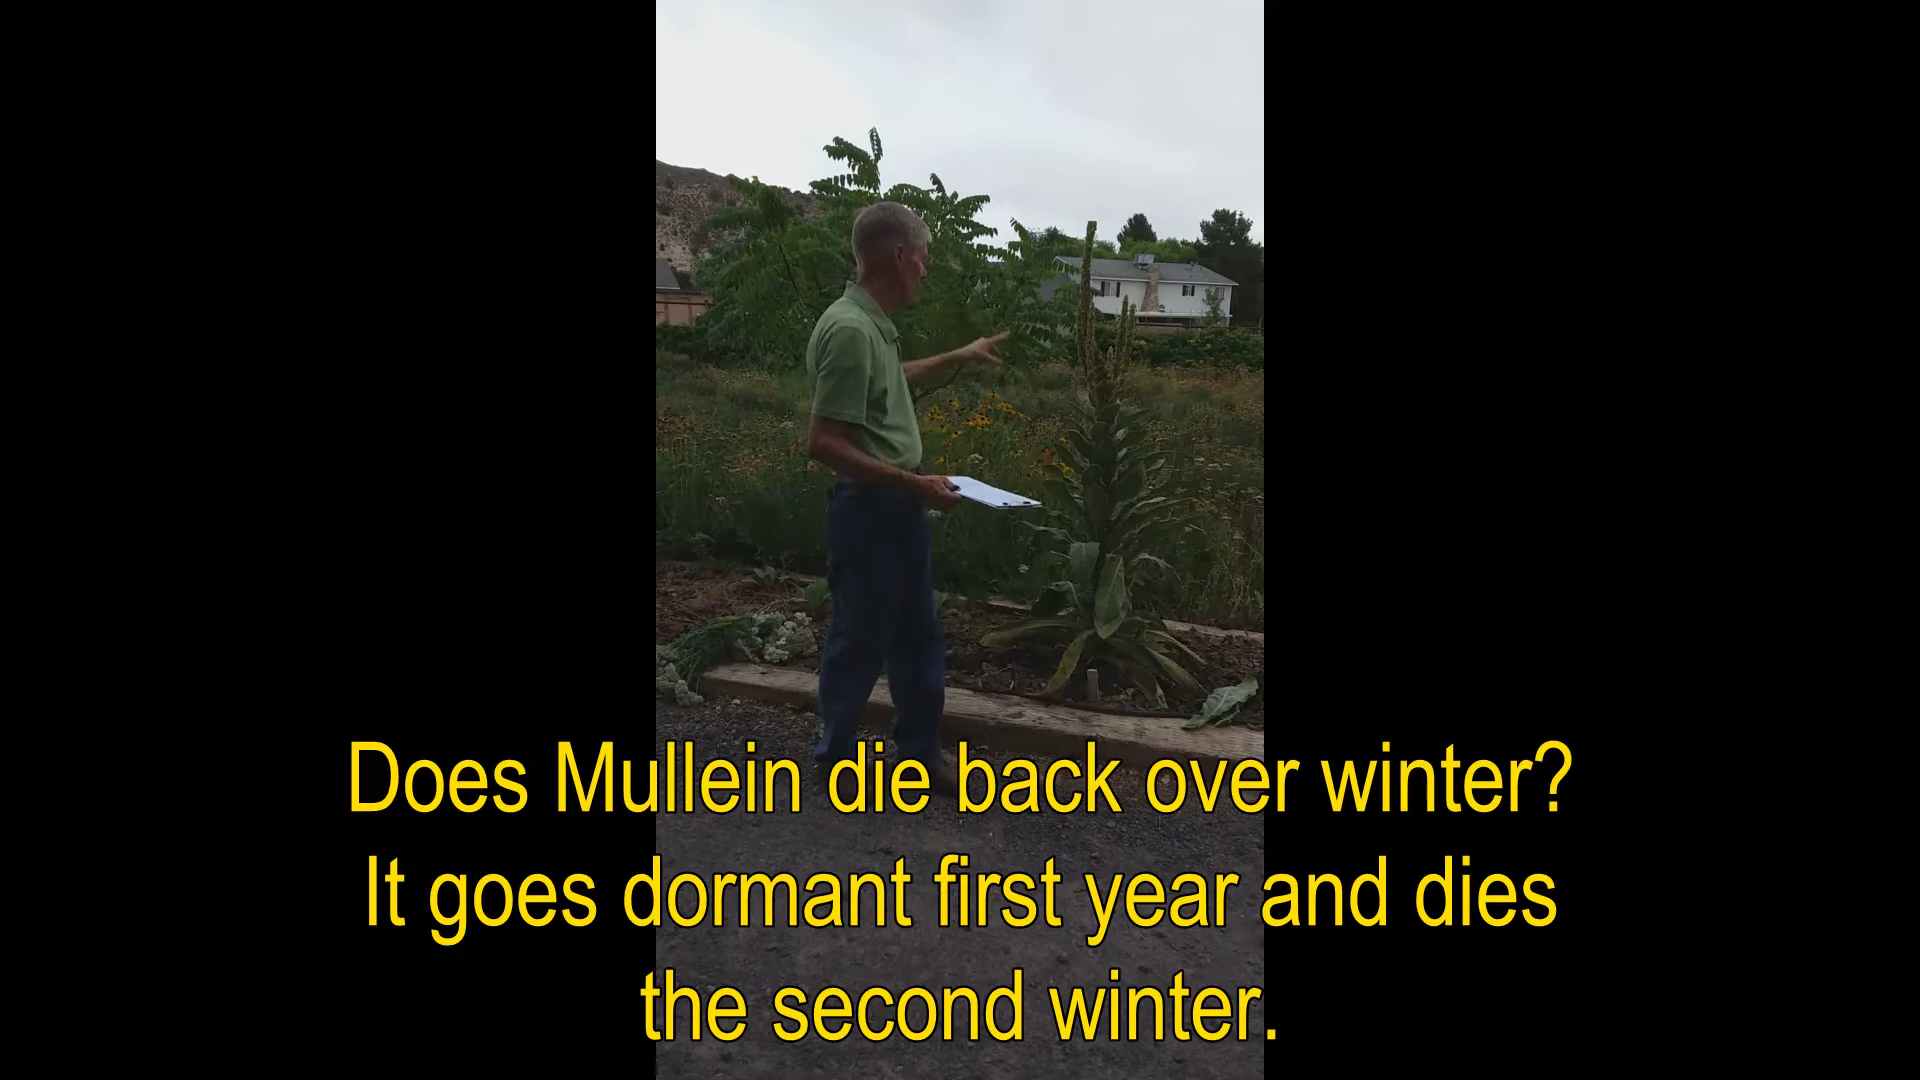 Does Mullein die back over winter?
It goes dormant first year and dies
the second winter.